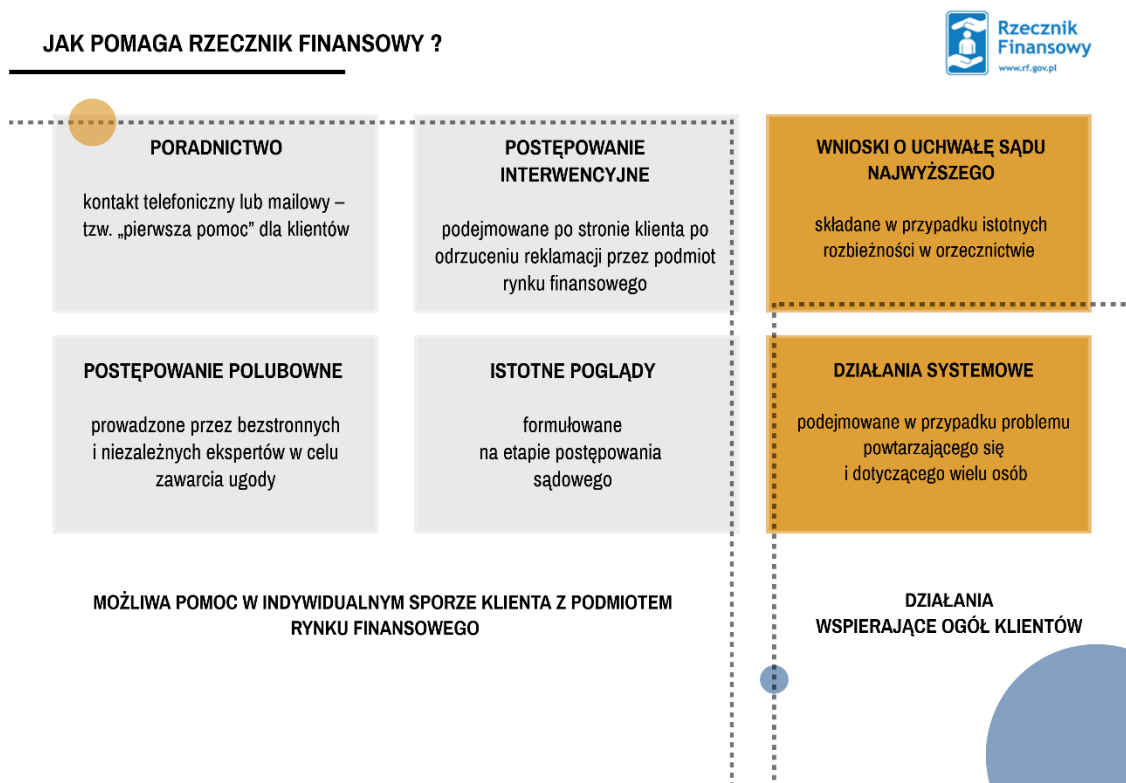 JAK POMAGA RZECZNIK FINANSOWY ?
Rzecznik
Finansowy
www.rf.gov.pl
PORADNICTWO
kontakt telefoniczny lub mailowy –
tzw. „pierwsza pomoc” dla klientów
POSTĘPOWANIE
INTERWENCYJNE
podejmowane po stronie klienta po
odrzuceniu reklamacji przez podmiot
rynku finansowego
WNIOSKI O UCHWAŁĘ SĄDU
NAJWYŻSZEGO
składane w przypadku istotnych
rozbieżności w orzecznictwie
POSTĘPOWANIE POLUBOWNE
prowadzone przez bezstronnych
i niezależnych ekspertów w celu
zawarcia ugody
ISTOTNE POGLĄDY
formułowane
na etapie postępowania
sądowego
DZIAŁANIA SYSTEMOWE
podejmowane w przypadku problemu
powtarzającego się
i dotyczącego wielu osób
MOŻLIWA POMOC W INDYWIDUALNYM SPORZE KLIENTA Z PODMIOTEM
RYNKU FINANSOWEGO
DZIAŁANIA
WSPIERAJĄCE OGÓŁ KLIENTÓW